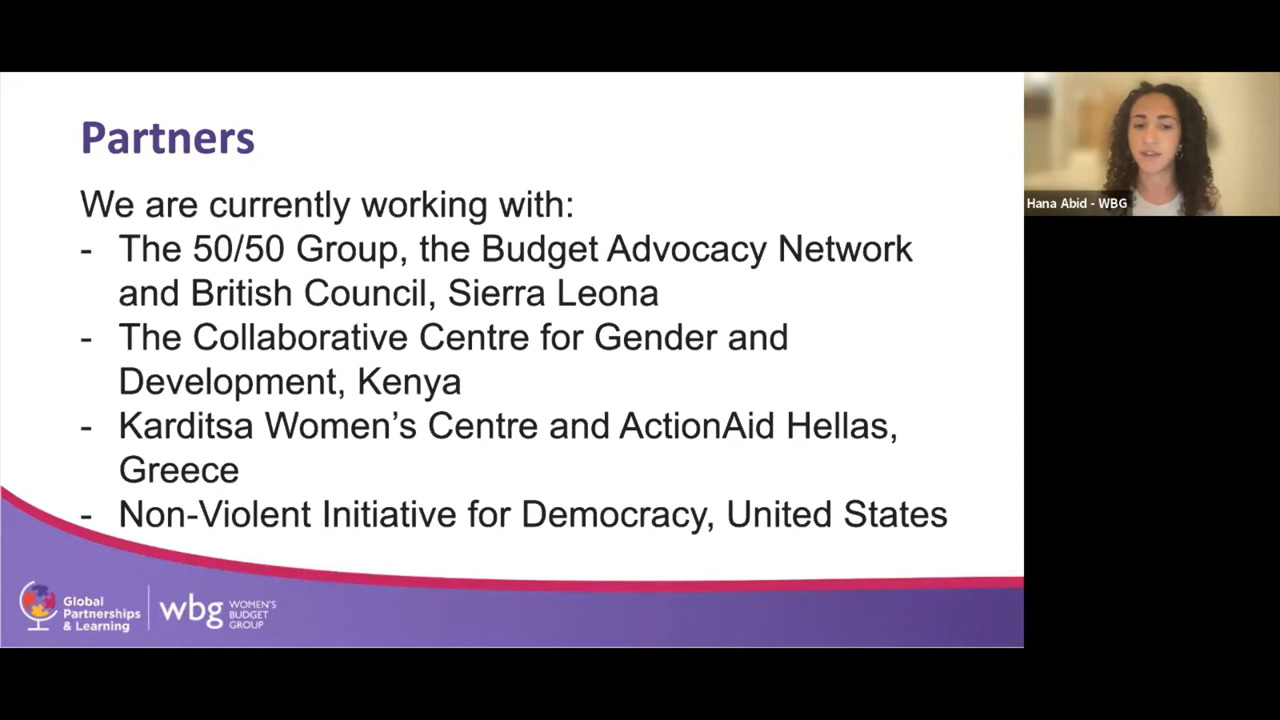 Partners
We are currently working with:
- The 50/50 Group, the Budget Advocacy Network
and British Council, Sierra Leona
- The Collaborative Centre for Gender and
Development, Kenya
- Karditsa Women’s Centre and ActionAid Hellas,
Greece
- Non-Violent Initiative for Democracy, United States
Hana Abid - WBG
Global
Partnerships
& Learning
wbg
WOMEN'S
BUDGET
GROUP